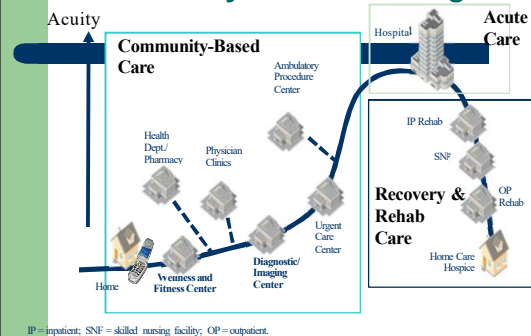 Acuity
Community-Based
Care
Hospital
Acute
Care
Ambulatory
Procedure
Center
Health
Dept./
Pharmacy
Physician
Clinics
IP Rehab
SNF
Recovery &
Rehab
Care
OP
Rehab
Urgent
Care
Center
Home
Wellness and
Fitness Center
Diagnostic/
Imaging
Center
Home Care
Hospice
IP = inpatient; SNF = skilled nursing facility; OP = outpatient.